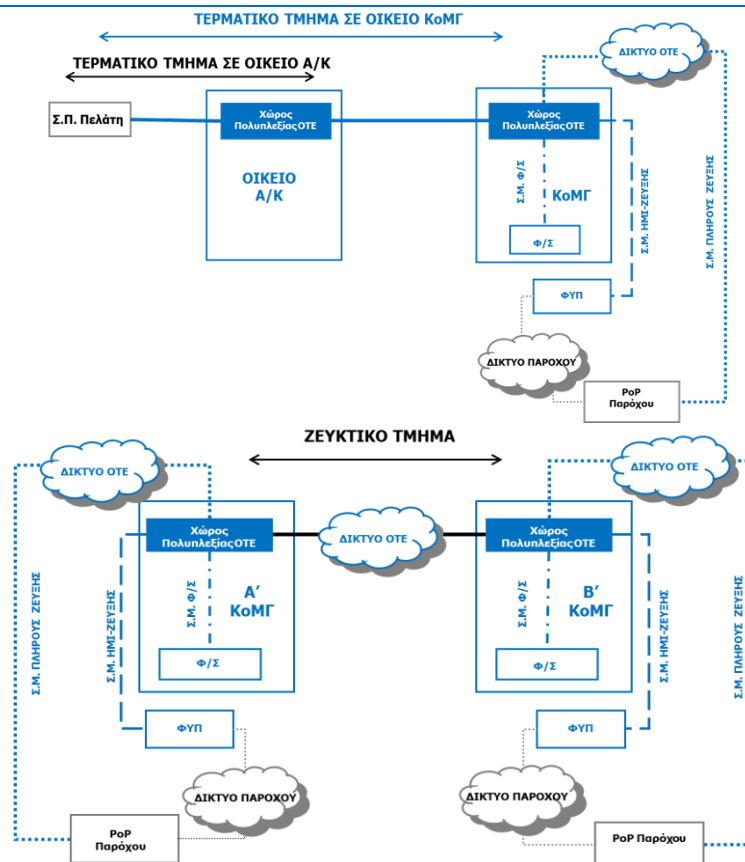 ΤΕΡΜΑΤΙΚΟ ΤΜΗΜΑ ΣΕ ΟΙΚΕΙΟ ΚοΜΓ
ΤΕΡΜΑΤΙΚΟ ΤΜΗΜΑ ΣΕ ΟΙΚΕΙΟ Α/Κ
ΔΙΚΤΥΟ ΟΤΕ
Σ.Π. Πελάτη
Χώρος
ΠολυπλεξίαςΟΤΕ
Χώρος
ΠολυπλεξίαςΟΤΕ
ΟΙΚΕΙΟ
Α/Κ
Σ.Μ. Φ/Σ
ΚοΜΓ
Σ.Μ. ΗΜΙ-ΖΕΥΞΗΣ
Σ.Μ. ΠΛΗΡΟΥΣ ΖΕΥΞΗΣ
Φ/Σ
ΦΥΠ
ΔΙΚΤΥΟ ΠΑΡΟΧΟΥ
PoP
Παρόχου
ΖΕΥΚΤΙΚΟ ΤΜΗΜΑ
ΔΙΚΤΥΟ ΟΤΕ
ΔΙΚΤΥΟ ΟΤΕ
Χώρος
ΠολυπλεξίαςΟΤΕ
ΔΙΚΤΥΟ ΟΤΕ
Χώρος
ΠολυπλεξίαςΟΤΕ
Σ.Μ. ΠΛΗΡΟΥΣ ΖΕΥΞΗΣ
Σ.Μ. ΗΜΙ-ΖΕΥΞΗΣ
Σ.Μ. Φ/Σ
Α’
ΚοΜΓ
Σ.Μ. Φ/Σ
Β’
ΚοΜΓ
Σ.Μ. ΗΜΙ-ΖΕΥΞΗΣ
Σ.Μ. ΠΛΗΡΟΥΣ ΖΕΥΞΗΣ
Φ/Σ
Φ/Σ
ΦΥΠ
ΦΥΠ
ΔΙΚΤΥΟ ΠΑΡΟΧΟΥ
ΔΙΚΤΥΟ ΠΑΡΟΧΟΥ
PoP
Παρόχου
PoP Παρόχου